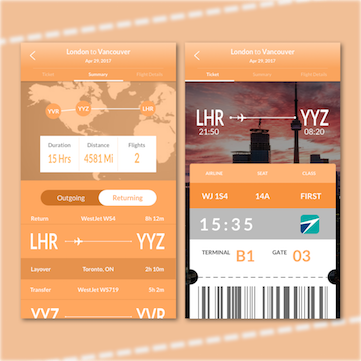 London to Vancouver
Apr 29, 2017
Ticket Summary Flight Details
YVR YYZ LHR
Duration Distance Flights
15 Hrs 4581 Mi 2
Outgoing Returning
Return WestJet WS4 8h 12m
LHR YYZ
Layover Toronto, ON 2h 10m
Transfer WestJet WS719 5h 2m
YYZ YVR
London to Vancouver
Apr 29, 2017
Ticket Summary Flight Details
LHR YYZ
21:50 08:20
AIRLINE SEAT CLASS
WJ 1S4 14A FIRST
15:35
TERMINAL B1 GATE 03